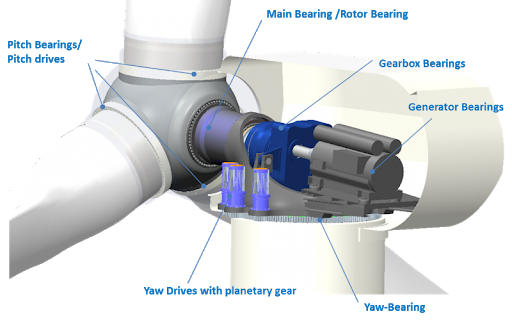 Main Bearing /Rotor Bearing
Pitch Bearings/
Pitch drives
Gearbox Bearings
Generator Bearings
Yaw Drives with planetary gear
Yaw-Bearing